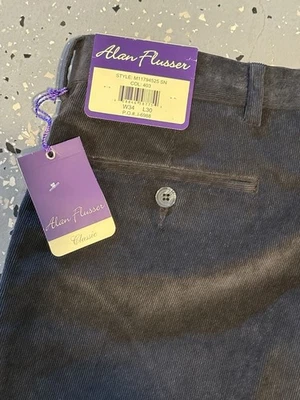 Alan Flusser
STYLE: M11794525 SN
COL: 403
W34 L30
Alan Flusser
Classic